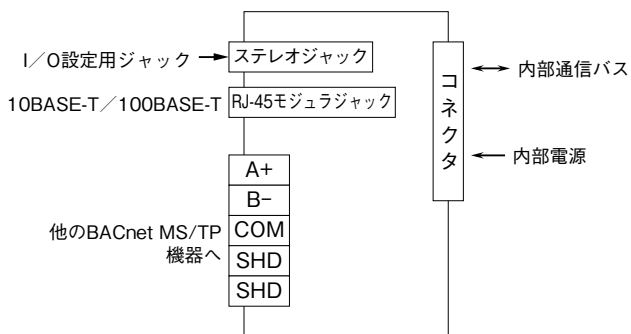 I／O設定用ジャック
ステレオジャック
10BASE-T／100BASE-T
RJ-45モジュラジャック
A+
B−
COM
SHD
SHD
他のBACnet MS/TP
機器へ
コネクタ
内部通信バス
内部電源